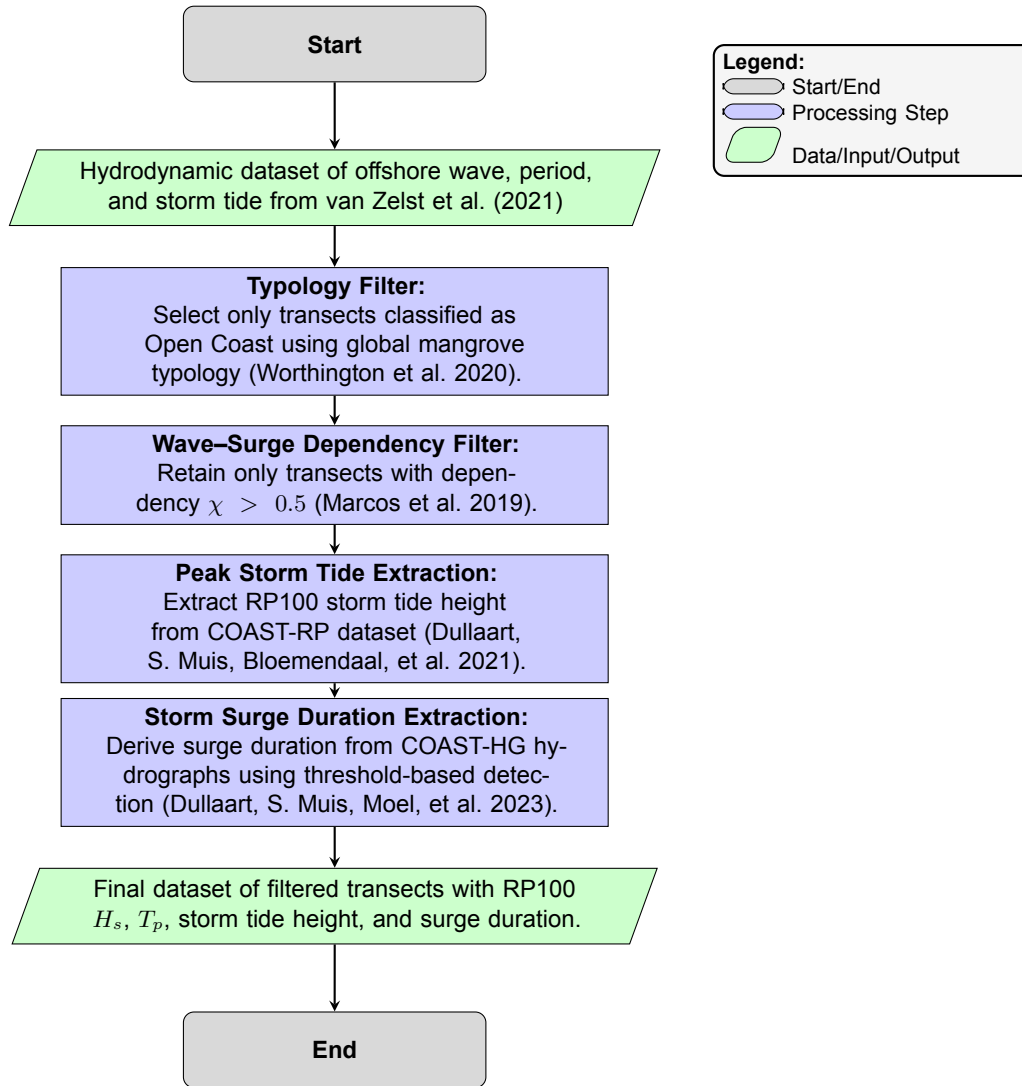 Start
Legend:
Start/End
Processing Step
Data/Input/Output
Hydrodynamic dataset of offshore wave, period,
and storm tide from van Zelst et al. (2021)
Typology Filter:
Select only transects classified as
Open Coast using global mangrove
typology (Worthington et al. 2020).
Wave–Surge Dependency Filter:
Retain only transects with depen-
dency χ > 0.5 (Marcos et al. 2019).
Peak Storm Tide Extraction:
Extract RP100 storm tide height
from COAST-RP dataset (Dullaart,
S. Muis, Bloemendaal, et al. 2021).
Storm Surge Duration Extraction:
Derive surge duration from COAST-HG hy-
drographs using threshold-based detec-
tion (Dullaart, S. Muis, Moel, et al. 2023).
Final dataset of filtered transects with RP100
H_s, T_p, storm tide height, and surge duration.
End